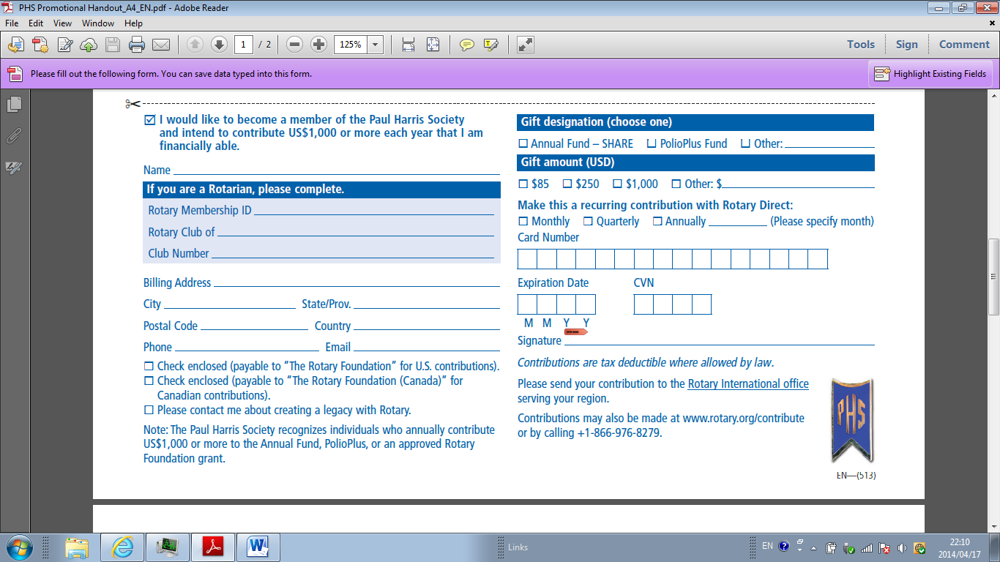 PHS Promotional Handout_A4_EN.pdf - Adobe Reader
File Edit View Window Help
1 / 2 125% Tools Sign Comment
Please fill out the following form. You can save data typed into this form. Highlight Existing Fields
I would like to become a member of the Paul Harris Society
and intend to contribute US$1,000 or more each year that I am
financially able.
Name
If you are a Rotarian, please complete.
Rotary Membership ID
Rotary Club of
Club Number
Billing Address
City State/Prov.
Postal Code Country
Phone Email
Check enclosed (payable to “The Rotary Foundation” for U.S. contributions).
Check enclosed (payable to “The Rotary Foundation (Canada)” for
Canadian contributions).
Please contact me about creating a legacy with Rotary.
Note: The Paul Harris Society recognizes individuals who annually contribute
US$1,000 or more to the Annual Fund, PolioPlus, or an approved Rotary
Foundation grant.
Gift designation (choose one)
Annual Fund – SHARE PolioPlus Fund Other:
Gift amount (USD)
$85 $250 $1,000 Other: $
Make this a recurring contribution with Rotary Direct:
Monthly Quarterly Annually (Please specify month)
Card Number
Expiration Date CVN
M M Y Y
Signature
Contributions are tax deductible where allowed by law.
Please send your contribution to the Rotary International office
serving your region.
Contributions may also be made at www.rotary.org/contribute
or by calling +1-866-976-8279.
PHS
EN—(513)
Links
EN
22:10
2014/04/17